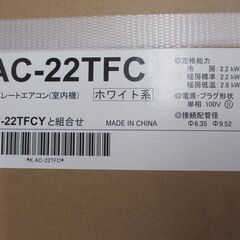 AC-22TFC
パレートエアコン(室内機)
ホワイト系
-22TFCYと組合せ
MADE IN CHINA
*K AC-22TFC*
●定格能力
冷 房: 2.2 kW
暖房標準: 2.2 kW
暖房低温: 2.8 kW
●電源・プラグ形状
単相 100V
●接続配管径
Φ6.35 Φ9.52